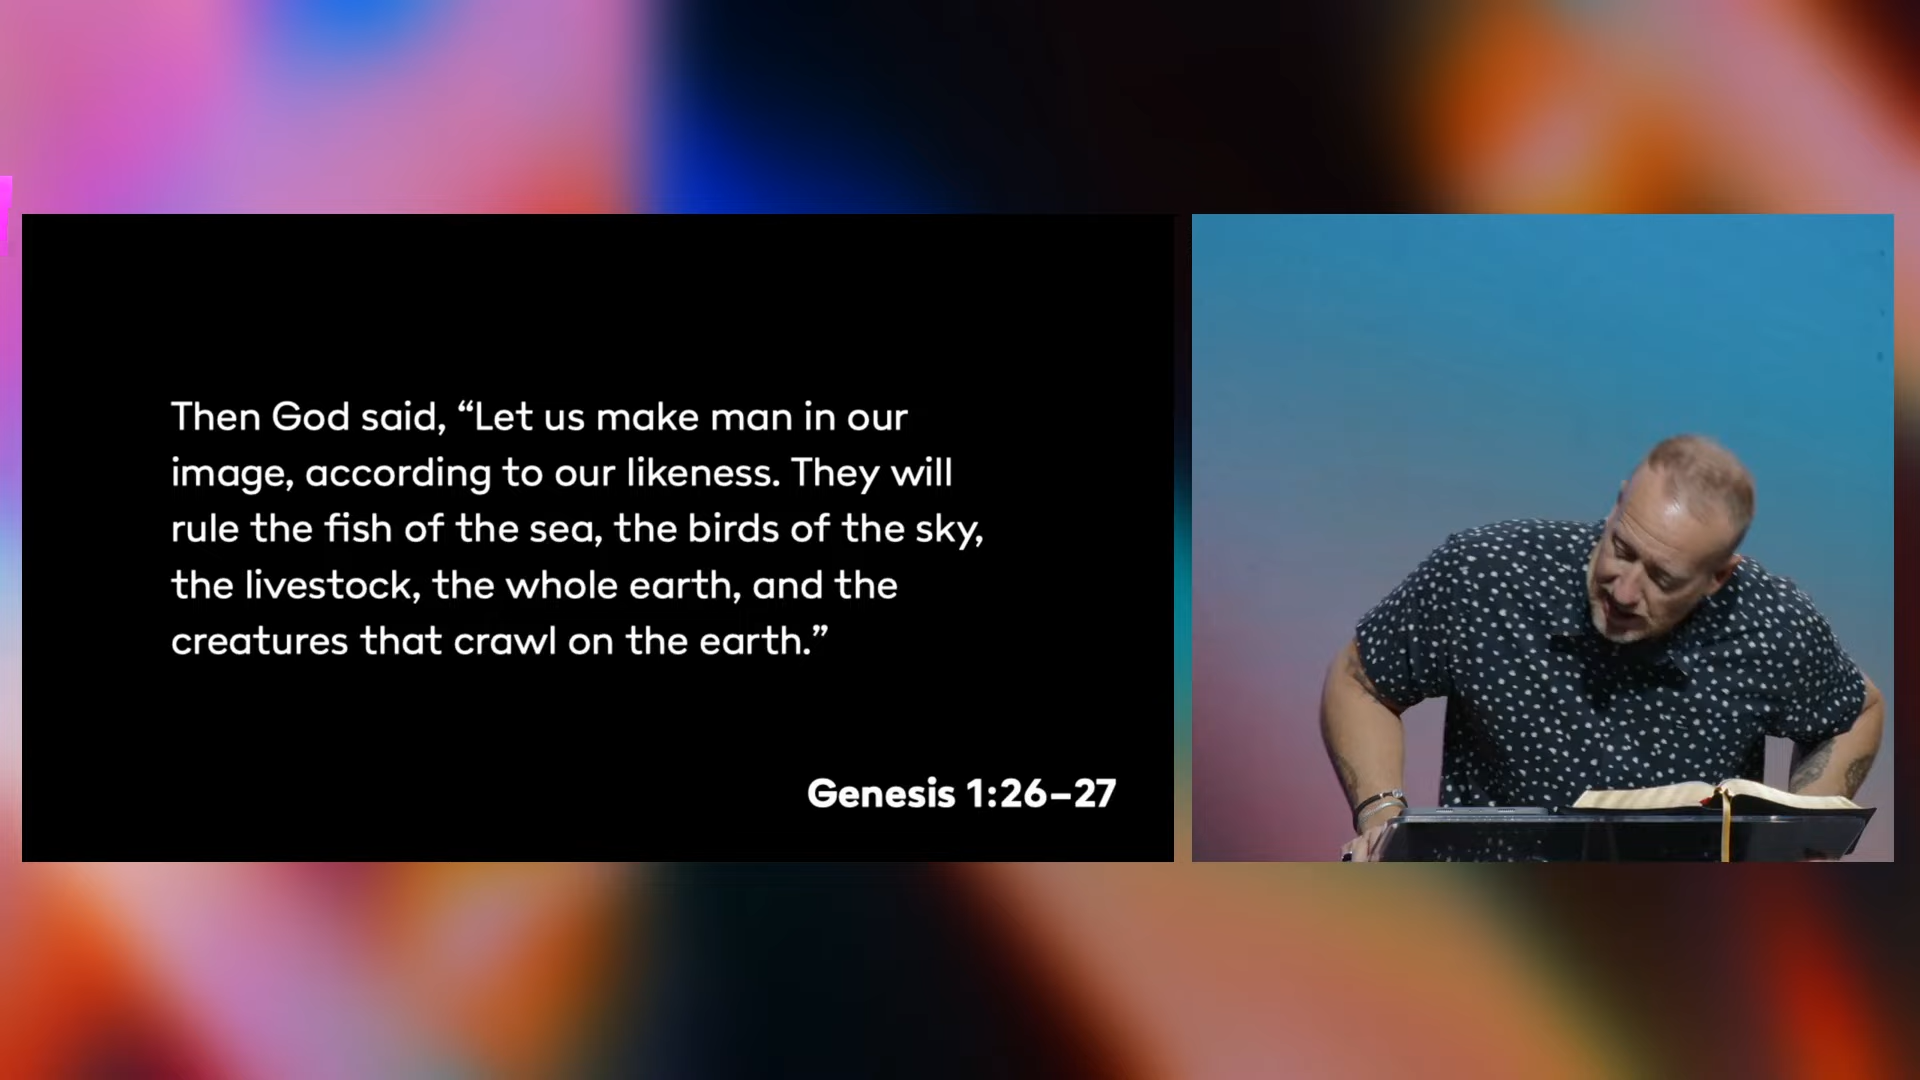 Then God said, “Let us make man in our
image, according to our likeness. They will
rule the fish of the sea, the birds of the sky,
the livestock, the whole earth, and the
creatures that crawl on the earth.”
Genesis 1:26–27